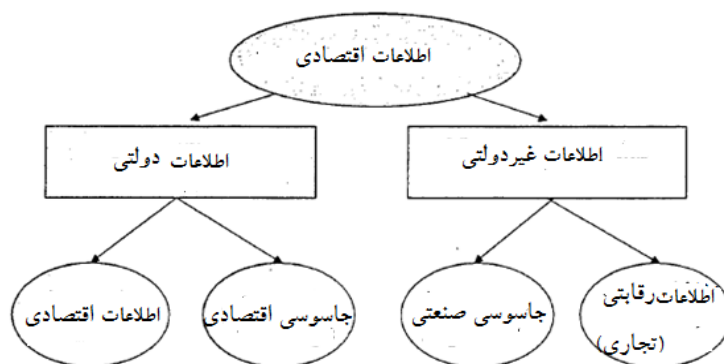 اطلاعات اقتصادی
اطلاعات غیردولتی
اطلاعات دولتی
اطلاعات رقابتی
(تجاری)
جاسوسی صنعتی
جاسوسی اقتصادی
اطلاعات اقتصادی